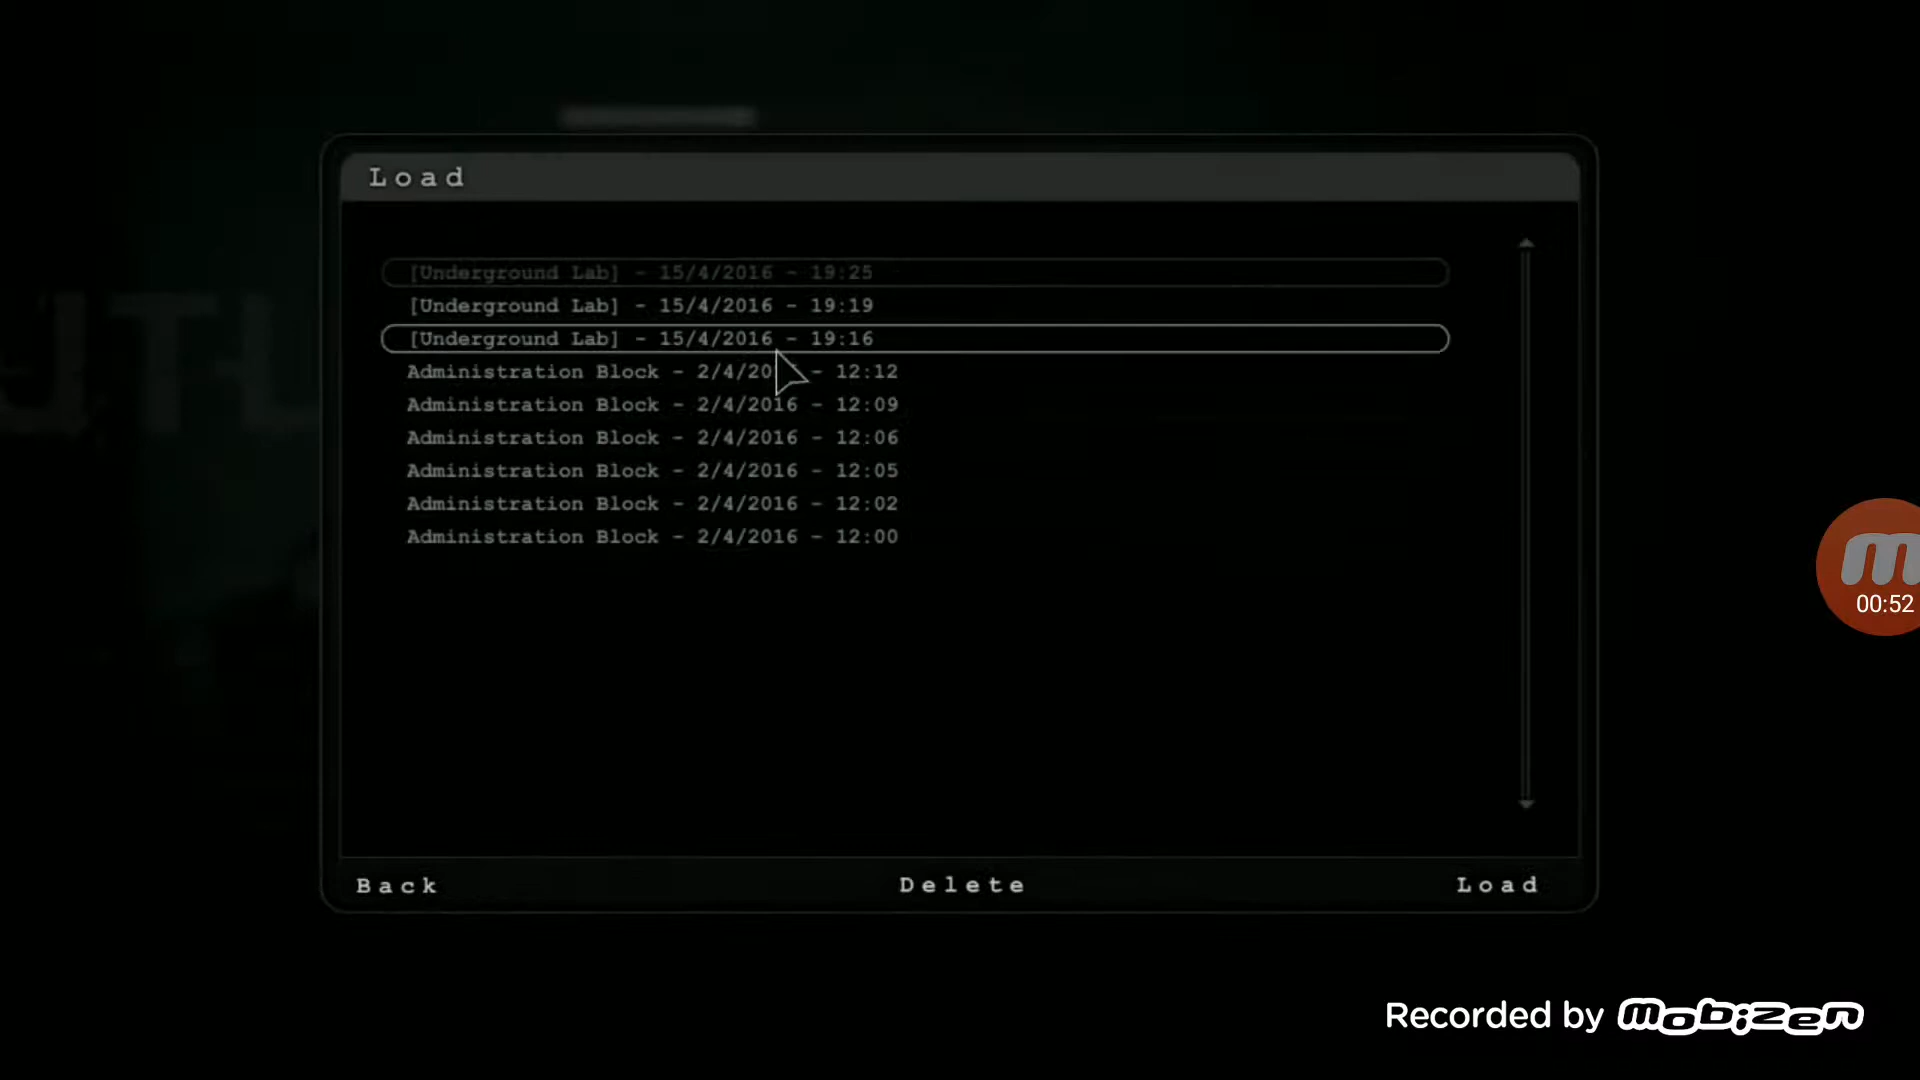 Load
[Underground Lab] - 15/4/2016 - 19:25
[Underground Lab] - 15/4/2016 - 19:19
[Underground Lab] - 15/4/2016 - 19:16
Administration Block - 2/4/20 - 12:12
Administration Block - 2/4/2016 - 12:09
Administration Block - 2/4/2016 - 12:06
Administration Block - 2/4/2016 - 12:05
Administration Block - 2/4/2016 - 12:02
Administration Block - 2/4/2016 - 12:00
Back Delete Load
m
00:52
Recorded by mobizen